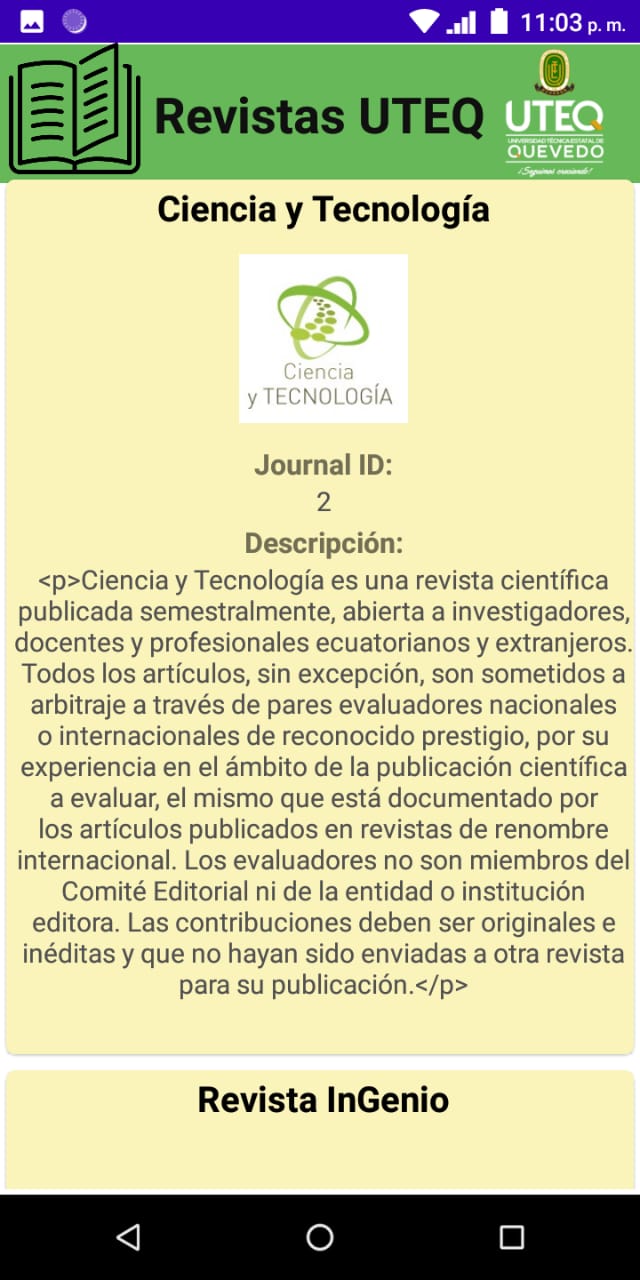 11:03 p. m.
Revistas UTEQ
UTEQ
UNIVERSIDAD TÉCNICA ESTATAL DE
QUEVEDO
¡Seguimos creciendo!
Ciencia y Tecnología
Ciencia
y TECNOLOGÍA
Journal ID:
2
Descripción:
<p>Ciencia y Tecnología es una revista científica
publicada semestralmente, abierta a investigadores,
docentes y profesionales ecuatorianos y extranjeros.
Todos los artículos, sin excepción, son sometidos a
arbitraje a través de pares evaluadores nacionales
o internacionales de reconocido prestigio, por su
experiencia en el ámbito de la publicación científica
a evaluar, el mismo que está documentado por
los artículos publicados en revistas de renombre
internacional. Los evaluadores no son miembros del
Comité Editorial ni de la entidad o institución
editora. Las contribuciones deben ser originales e
inéditas y que no hayan sido enviadas a otra revista
para su publicación.</p>
Revista InGenio